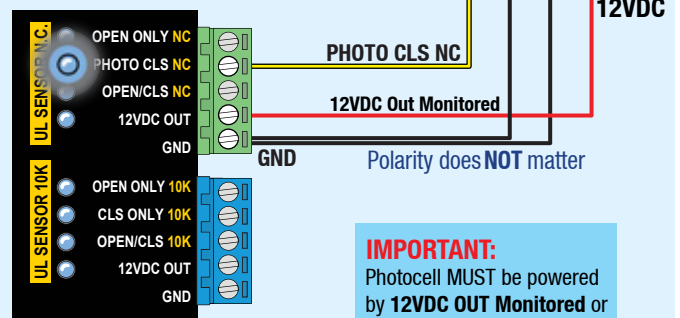 12VDC
UL SENSOR N.C.
OPEN ONLY NC
PHOTO CLS NC
OPEN/CLS NC
12VDC OUT
GND
PHOTO CLS NC
12VDC Out Monitored
GND
Polarity does NOT matter
UL SENSOR 10K
OPEN ONLY 10K
CLS ONLY 10K
OPEN/CLS 10K
12VDC OUT
GND
IMPORTANT:
Photocell MUST be powered
by 12VDC OUT Monitored or